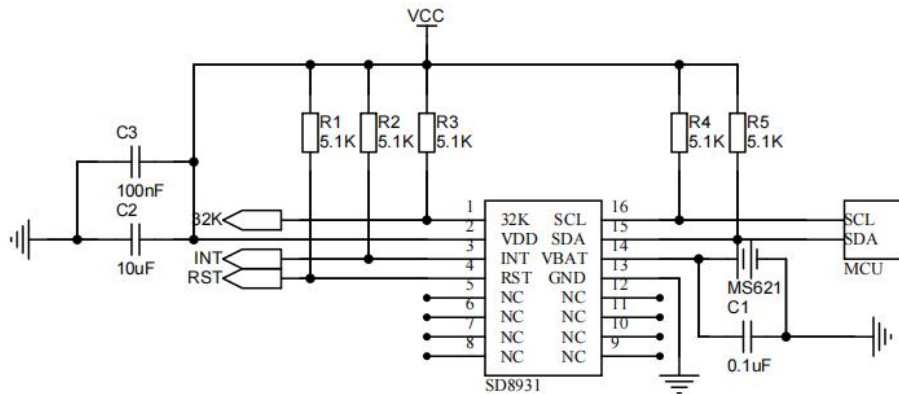 VCC
R1
5.1K
R2
5.1K
R3
5.1K
R4
5.1K
R5
5.1K
C3
100nF
C2
10uF
32K
INT
RST
1
2
3
4
5
6
7
8
32K
VDD
INT
RST
NC
NC
NC
NC
SCL
SDA
VBAT
GND
NC
NC
NC
NC
16
15
14
13
12
11
10
9
SD8931
MS621
C1
0.1uF
SCL
SDA
MCU